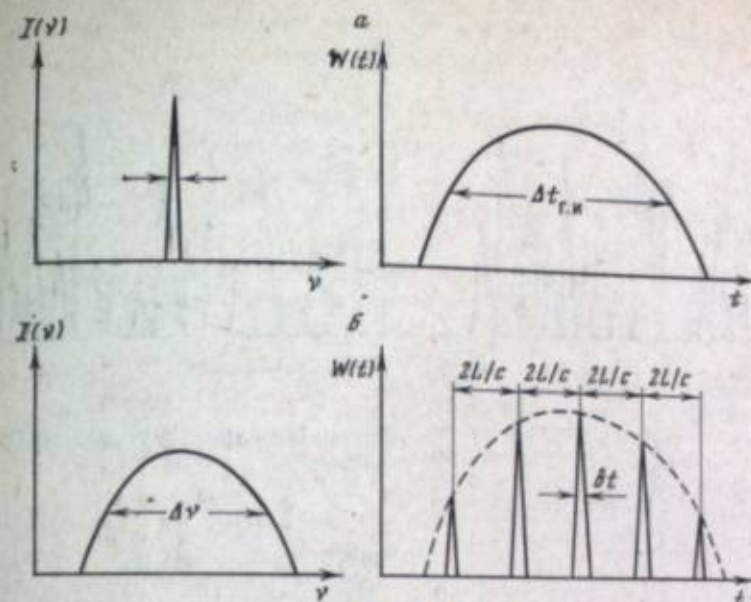 а
I(ν)
W(t)
Δt г.и
ν
t
б
I(ν)
W(t)
2L/c 2L/c 2L/c 2L/c
Δν
δt
ν
t